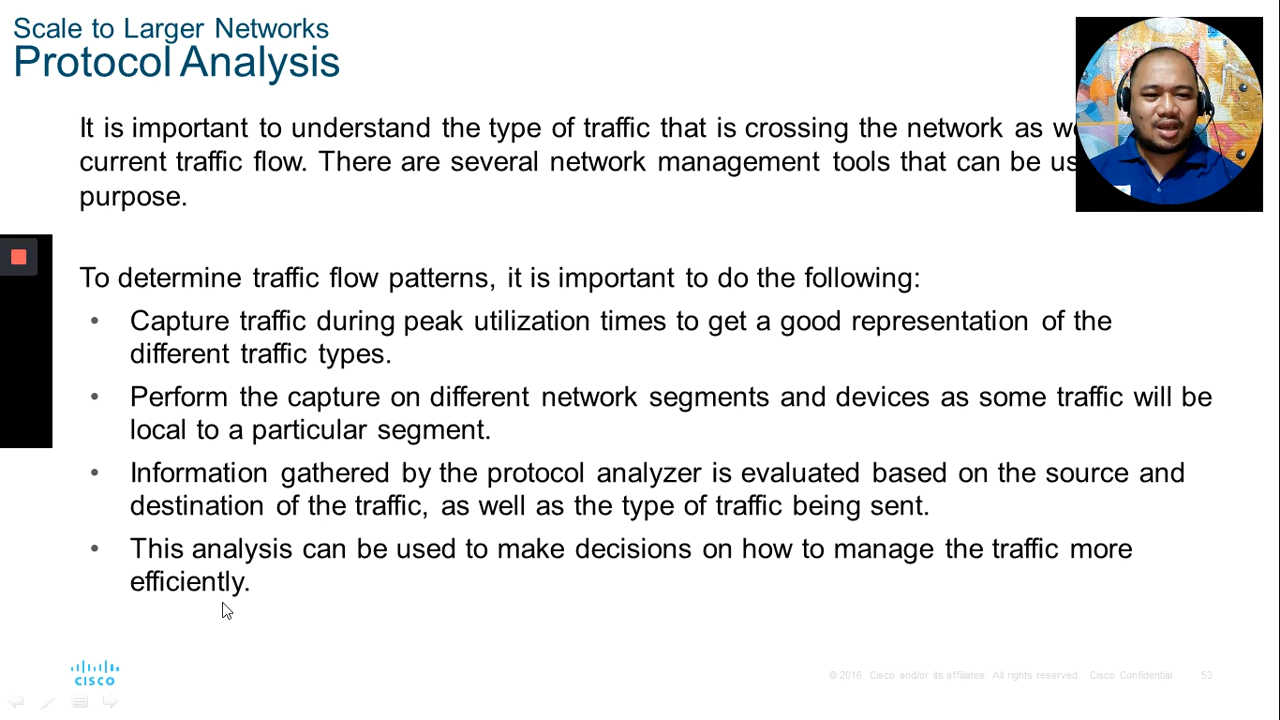 Scale to Larger Networks
Protocol Analysis
It is important to understand the type of traffic that is crossing the network as
current traffic flow. There are several network management tools that can be
purpose.
To determine traffic flow patterns, it is important to do the following:
• Capture traffic during peak utilization times to get a good representation of the
different traffic types.
• Perform the capture on different network segments and devices as some traffic will be
local to a particular segment.
• Information gathered by the protocol analyzer is evaluated based on the source and
destination of the traffic, as well as the type of traffic being sent.
• This analysis can be used to make decisions on how to manage the traffic more
efficiently.
CISCO
© 2016 Cisco and/or its affiliates. All rights reserved. Cisco Confidential 53